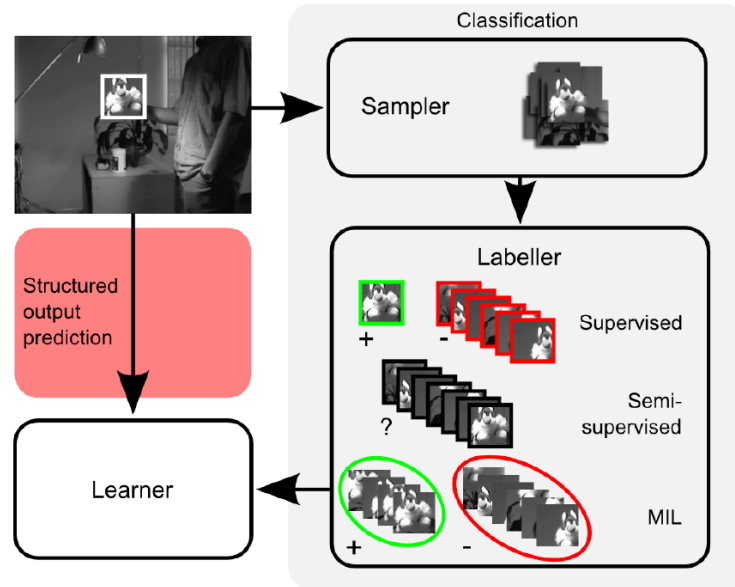 Classification
Sampler
Structured
output
prediction
Labeller
+
-
Supervised
?
Semi-
supervised
Learner
+
-
MIL